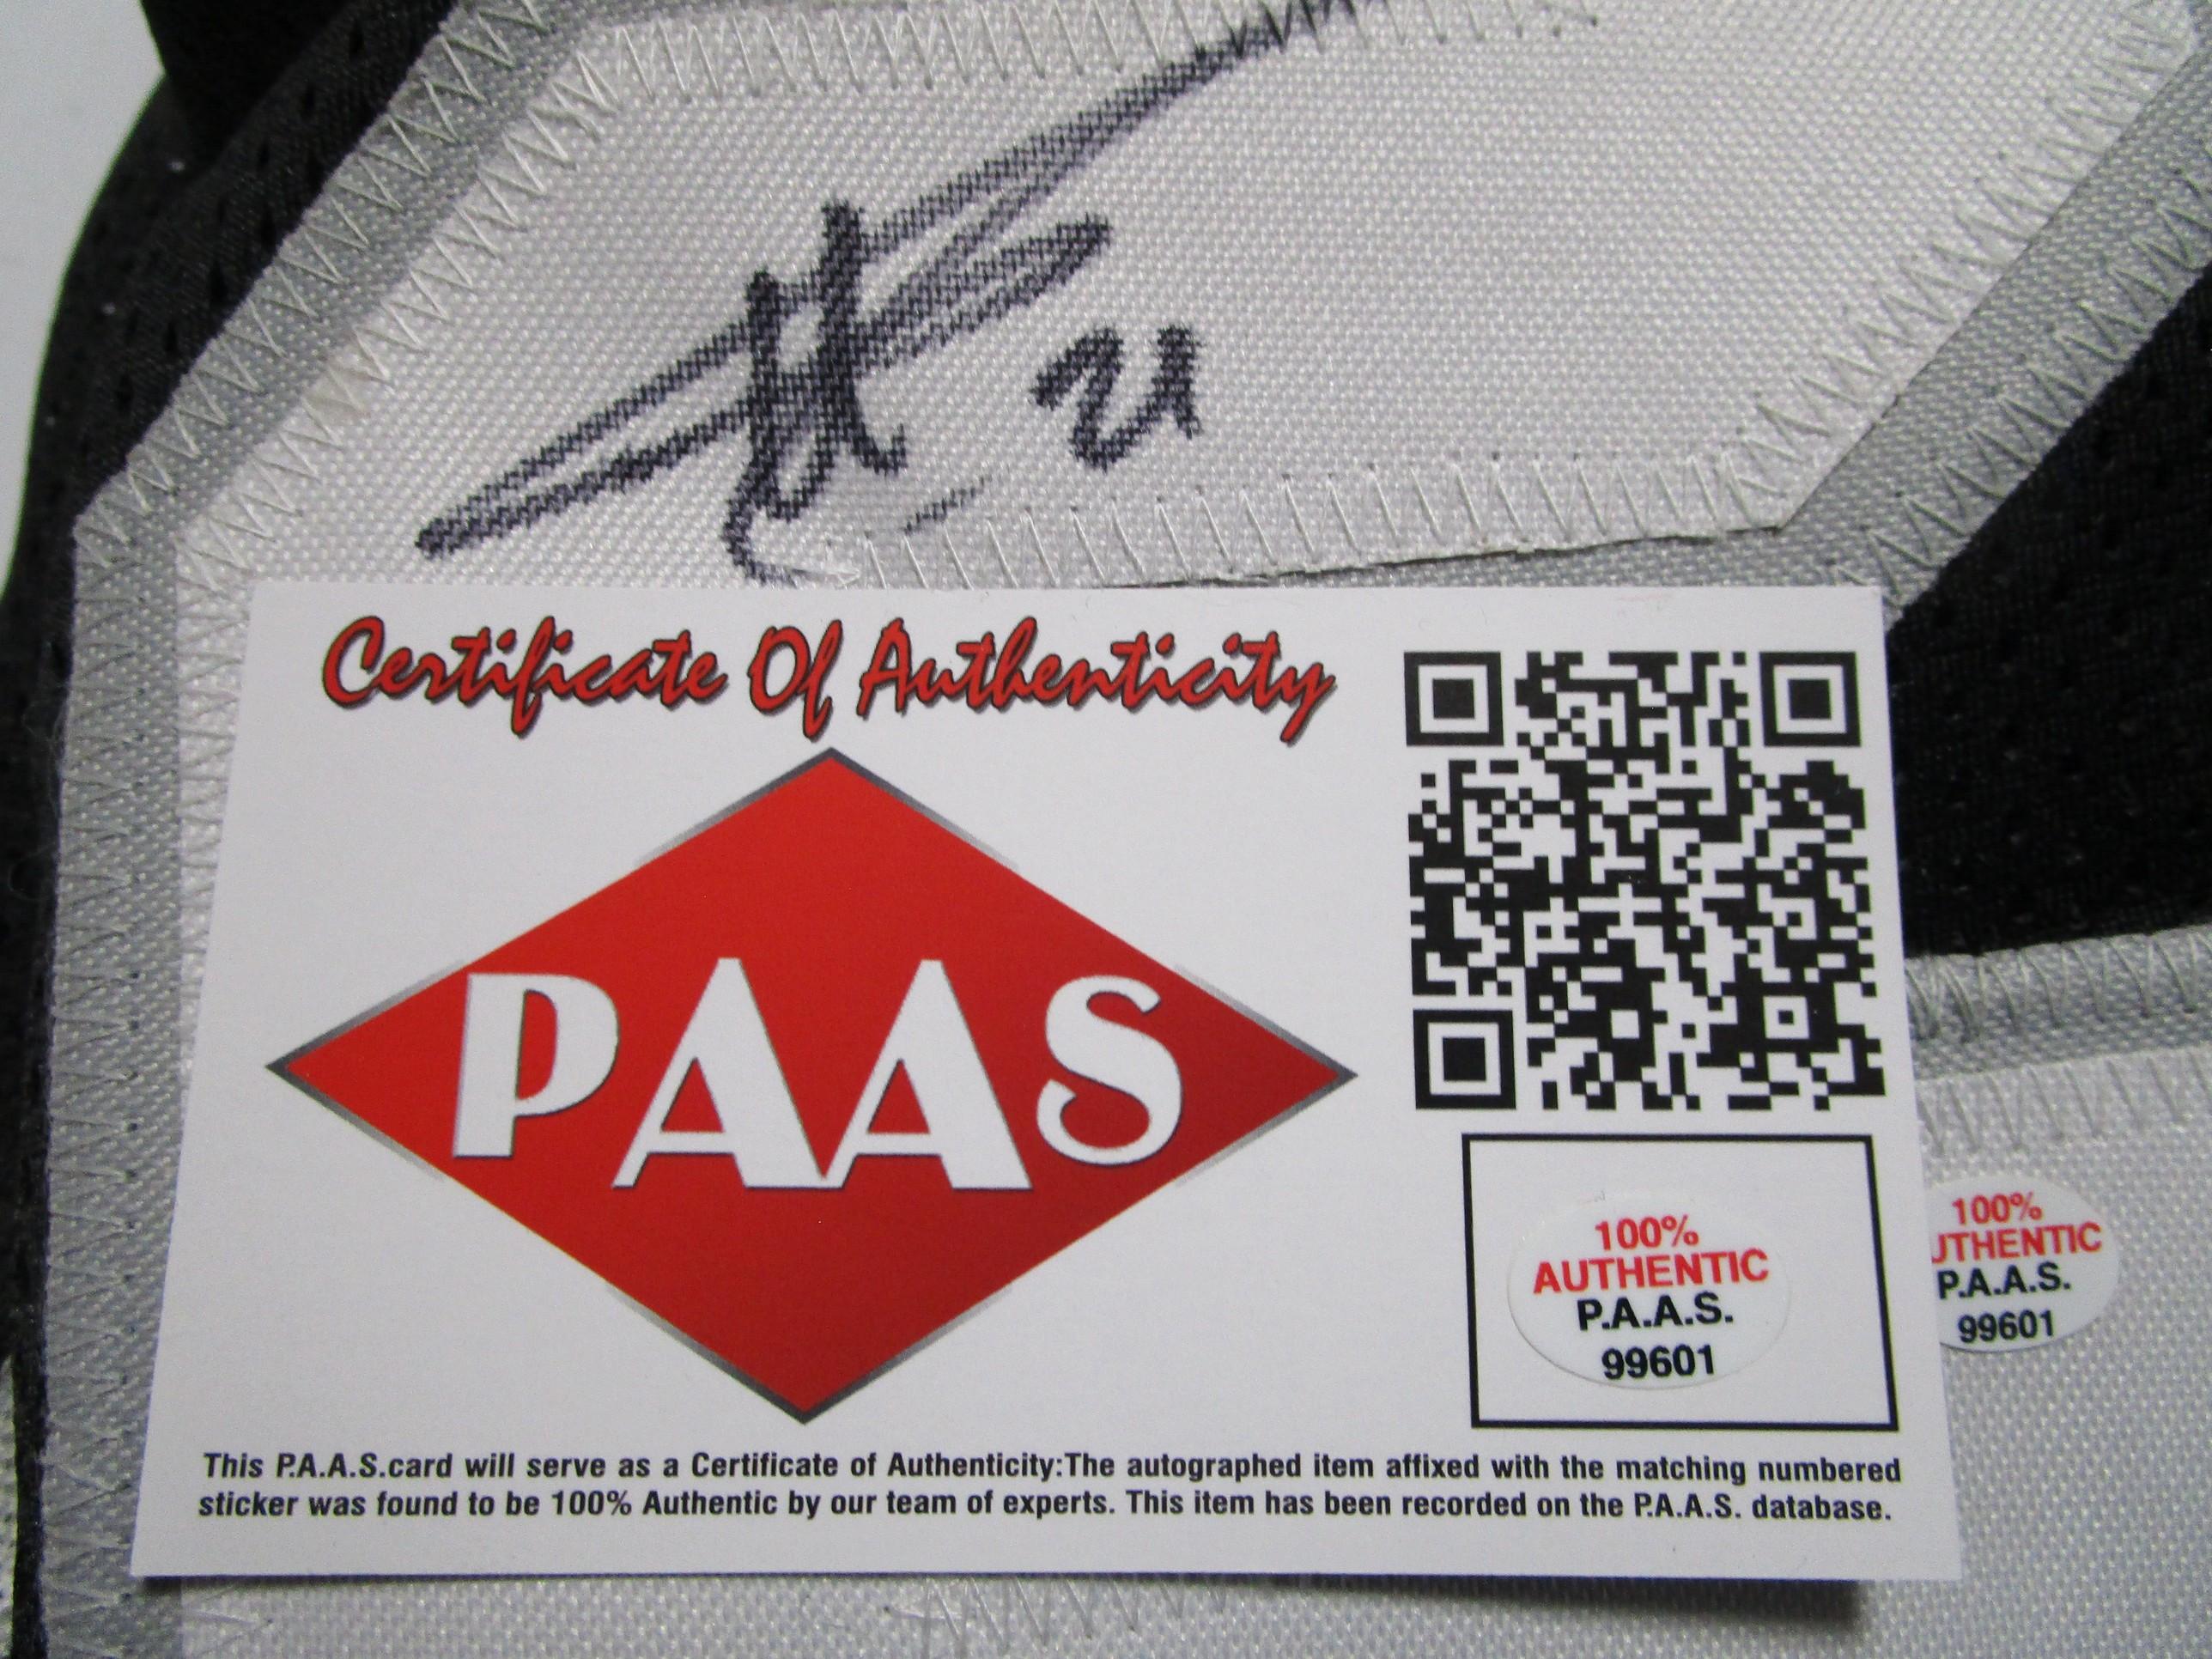 21
Certificate Of Authenticity
PAAS
100%
AUTHENTIC
P.A.A.S.
99601
100%
UTHENTIC
P.A.A.S.
99601
This P.A.A.S.card will serve as a Certificate of Authenticity:The autographed item affixed with the matching numbered
sticker was found to be 100% Authentic by our team of experts. This item has been recorded on the P.A.A.S. database.